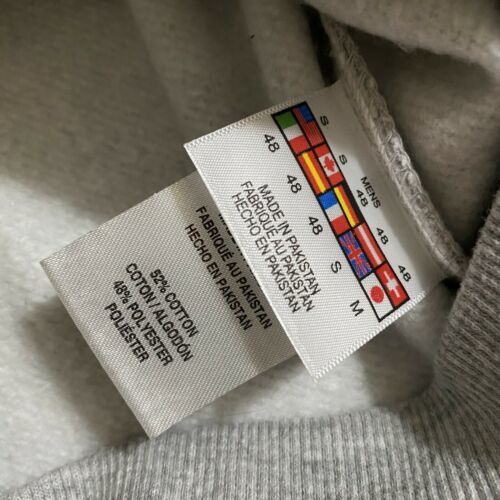 MENS
S S 48 48 48
48 48 48 S M
MADE IN PAKISTAN
FABRIQUÉ AU PAKISTAN
HECHO EN PAKISTAN
FABRIQUÉ AU PAKISTAN
HECHO EN PAKISTAN
52% COTTON
COTON / ALGODÓN
48% POLYESTER
POLIÉSTER